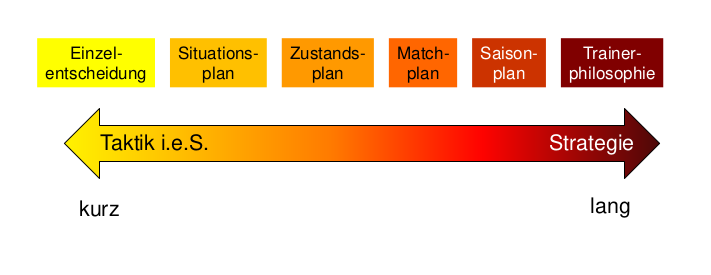 Einzel-
entscheidung
Situations-
plan
Zustands-
plan
Match-
plan
Saison-
plan
Trainer-
philosophie
Taktik i.e.S.
Strategie
kurz
lang